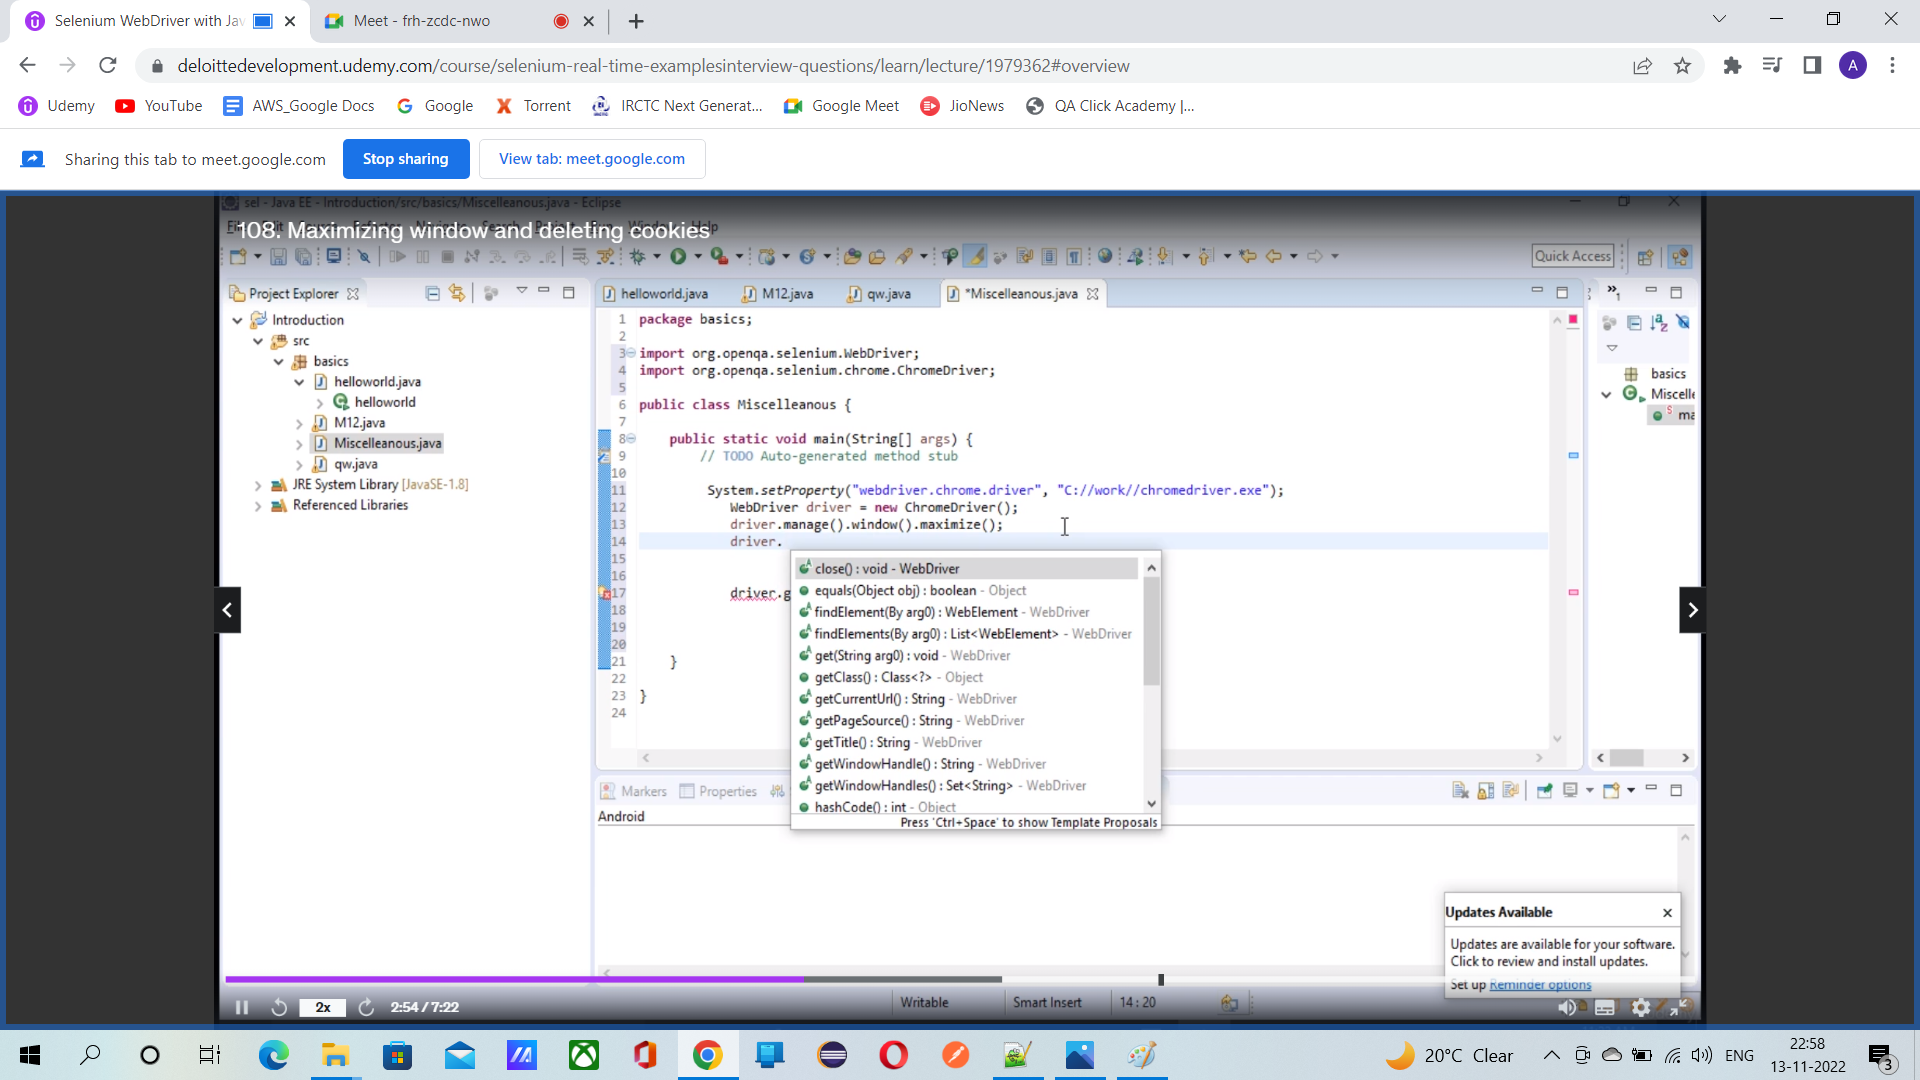 Selenium WebDriver with Jav
Meet - frh-zcdc-nwo
deloittedevelopment.udemy.com/course/selenium-real-time-examplesinterview-questions/learn/lecture/1979362#overview
A
Udemy
YouTube
AWS_Google Docs
Google
Torrent
IRCTC Next Generat...
Google Meet
JioNews
QA Click Academy |...
Sharing this tab to meet.google.com
Stop sharing
View tab: meet.google.com
sel - Java EE - Introduction/src/basics/Miscelleanous.java - Eclipse
108. Maximizing window and deleting cookies
Quick Access
Project Explorer
helloworld.java
M12.java
qw.java
*Miscelleanous.java
Introduction
src
basics
helloworld.java
helloworld
M12.java
Miscelleanous.java
qw.java
JRE System Library [JavaSE-1.8]
Referenced Libraries
1 package basics;
2
3 import org.openqa.selenium.WebDriver;
4 import org.openqa.selenium.chrome.ChromeDriver;
5
6 public class Miscelleanous {
7
8 public static void main(String[] args) {
9 // TODO Auto-generated method stub
10
11 System.setProperty("webdriver.chrome.driver", "C://work//chromedriver.exe");
12 WebDriver driver = new ChromeDriver();
13 driver.manage().window().maximize();
14 driver.
15
16
17 driver.g
18
19
20
21 }
22
23 }
24
close() : void - WebDriver
equals(Object obj) : boolean - Object
findElement(By arg0) : WebElement - WebDriver
findElements(By arg0) : List<WebElement> - WebDriver
get(String arg0) : void - WebDriver
getClass() : Class<?> - Object
getCurrentUrl() : String - WebDriver
getPageSource() : String - WebDriver
getTitle() : String - WebDriver
getWindowHandle() : String - WebDriver
getWindowHandles() : Set<String> - WebDriver
hashCode() : int - Object
Press 'Ctrl+Space' to show Template Proposals
basics
Miscelle
ma
Markers
Properties
Android
Updates Available
Updates are available for your software.
Click to review and install updates.
Set up Reminder options
2x
2:54 / 7:22
Writable
Smart Insert
14 : 20
20°C Clear
ENG
22:58
13-11-2022
3